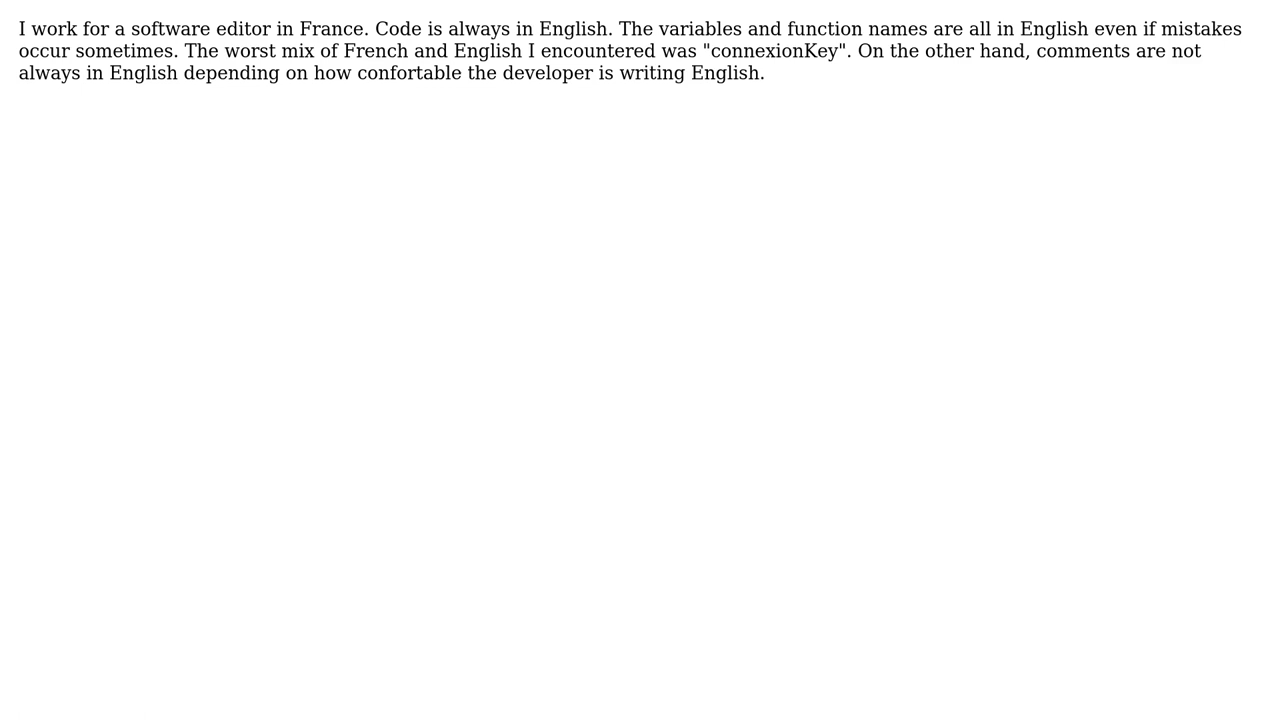 I work for a software editor in France. Code is always in English. The variables and function names are all in English even if mistakes
occur sometimes. The worst mix of French and English I encountered was "connexionKey". On the other hand, comments are not
always in English depending on how confortable the developer is writing English.